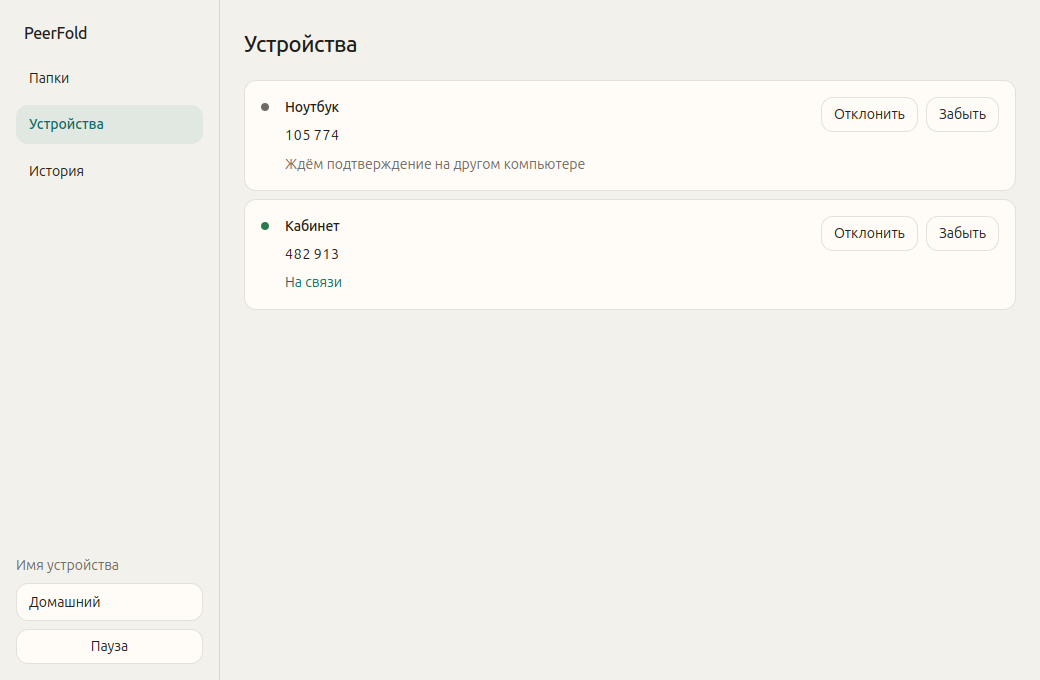 PeerFold
Папки
Устройства
История
Имя устройства
Домашний
Пауза
Устройства
Ноутбук
105 774
Ждём подтверждение на другом компьютере
Отклонить
Забыть
Кабинет
482 913
На связи
Отклонить
Забыть